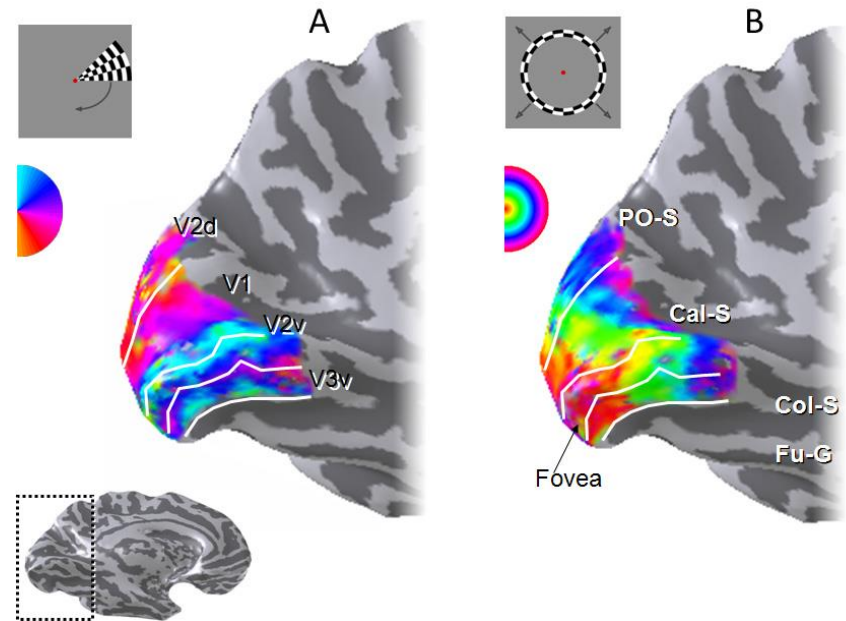 A
V2d
V1
V2v
V3v
B
PO-S
Cal-S
Col-S
Fu-G
Fovea